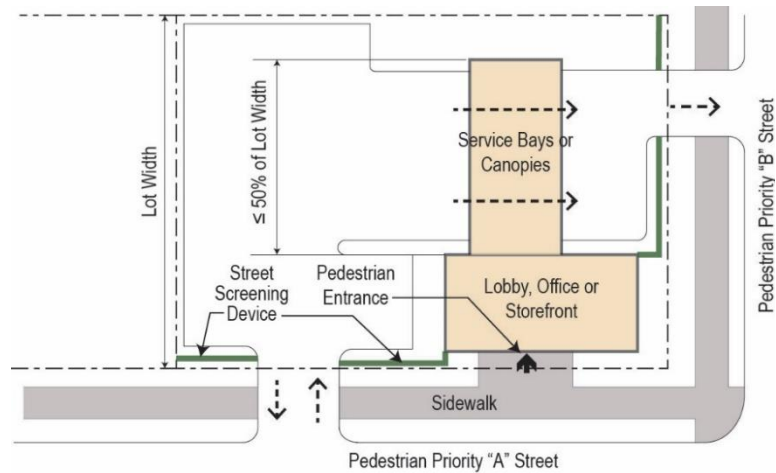 Lot Width
≤ 50% of Lot Width
Service Bays or
Canopies
Pedestrian Priority “B” Street
Street
Screening
Device
Pedestrian
Entrance
Lobby, Office or
Storefront
Sidewalk
Pedestrian Priority “A” Street